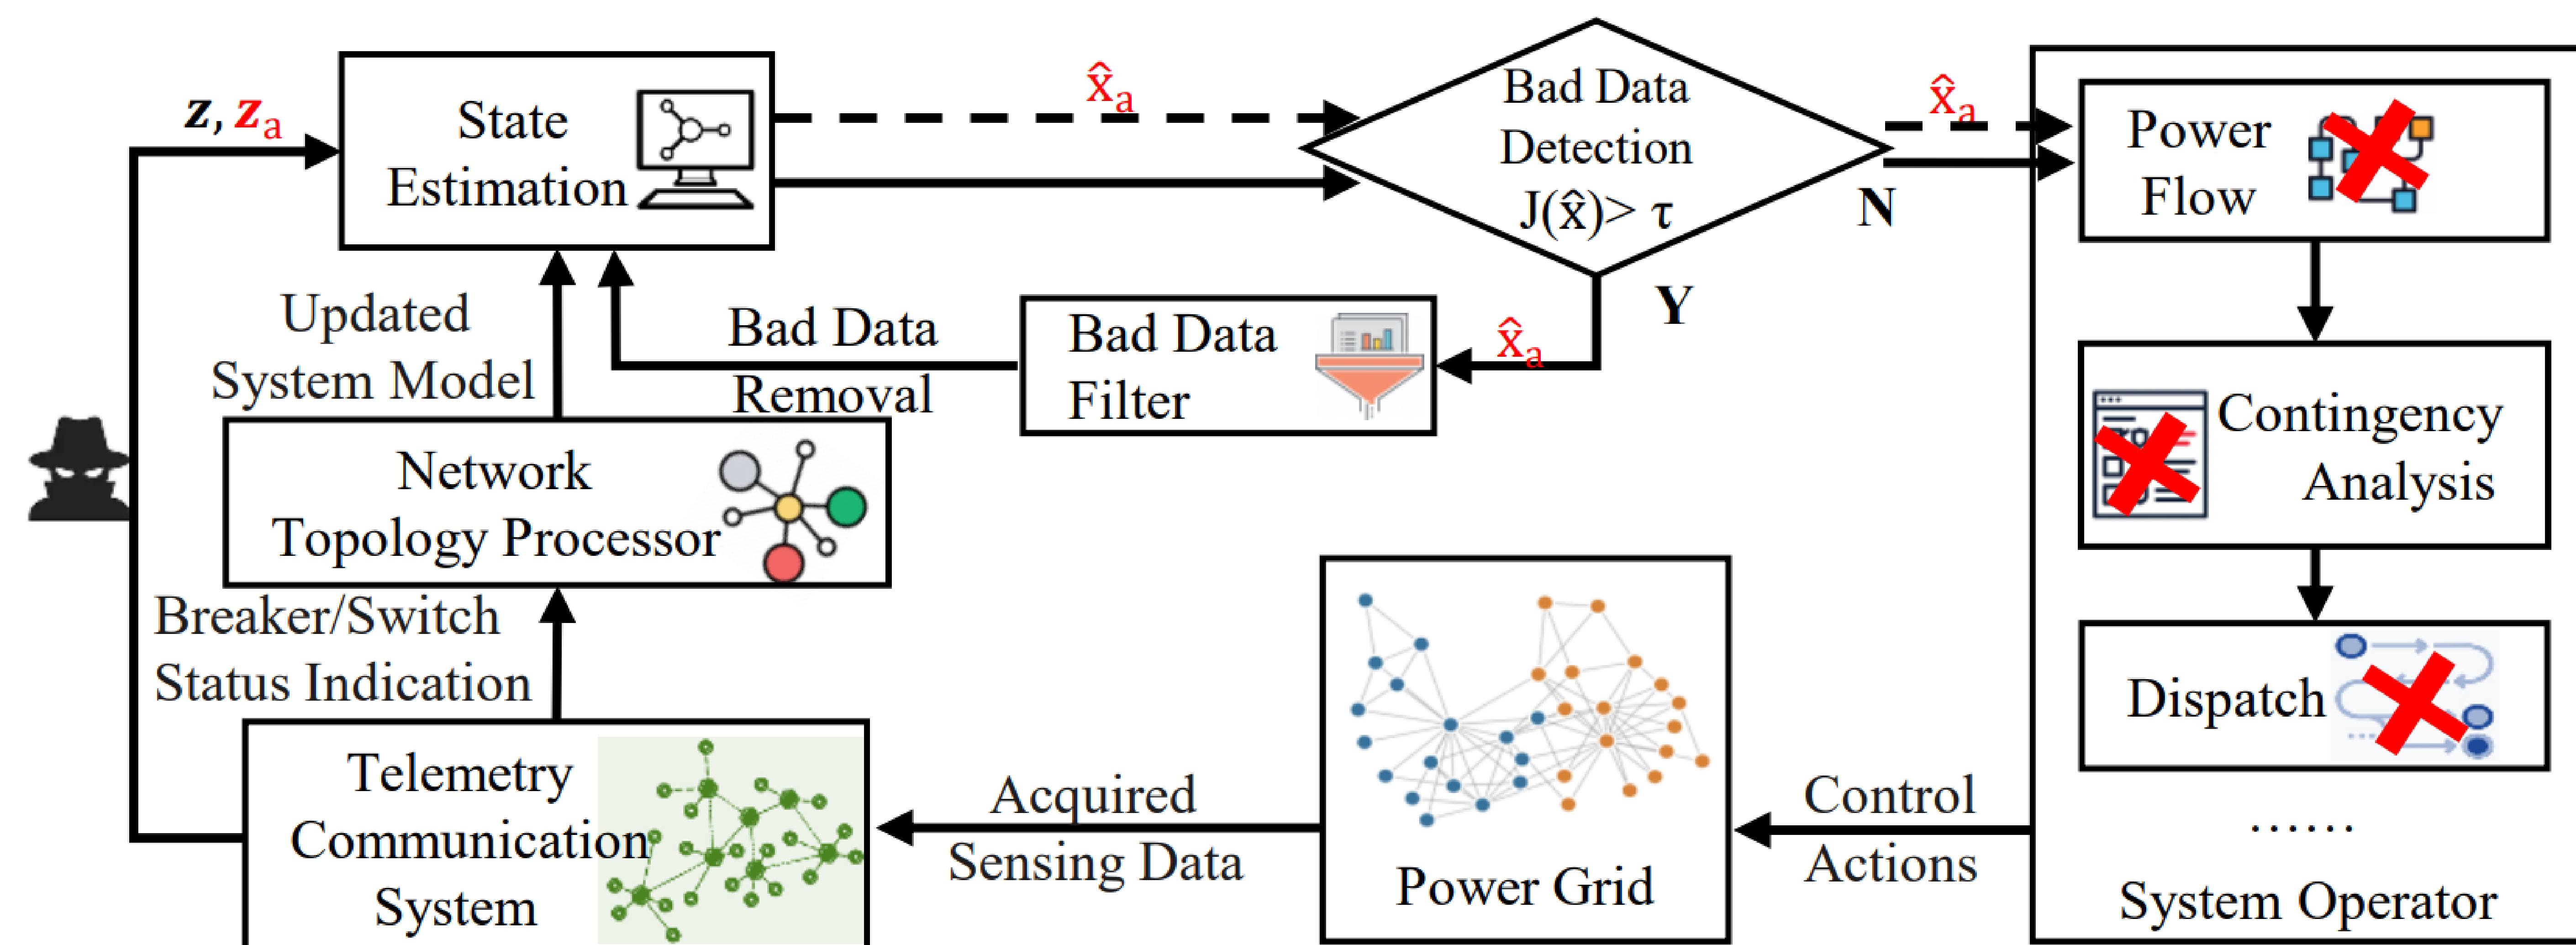 z, za
State
Estimation
x̂a
Bad Data
Detection
J(x̂)> τ
x̂a
N
Y
Power
Flow
Updated
System Model
Bad Data
Removal
Bad Data
Filter
x̂a
Contingency
Analysis
Network
Topology Processor
Breaker/Switch
Status Indication
Dispatch
Telemetry
Communication
System
Acquired
Sensing Data
Power Grid
Control
Actions
......
System Operator